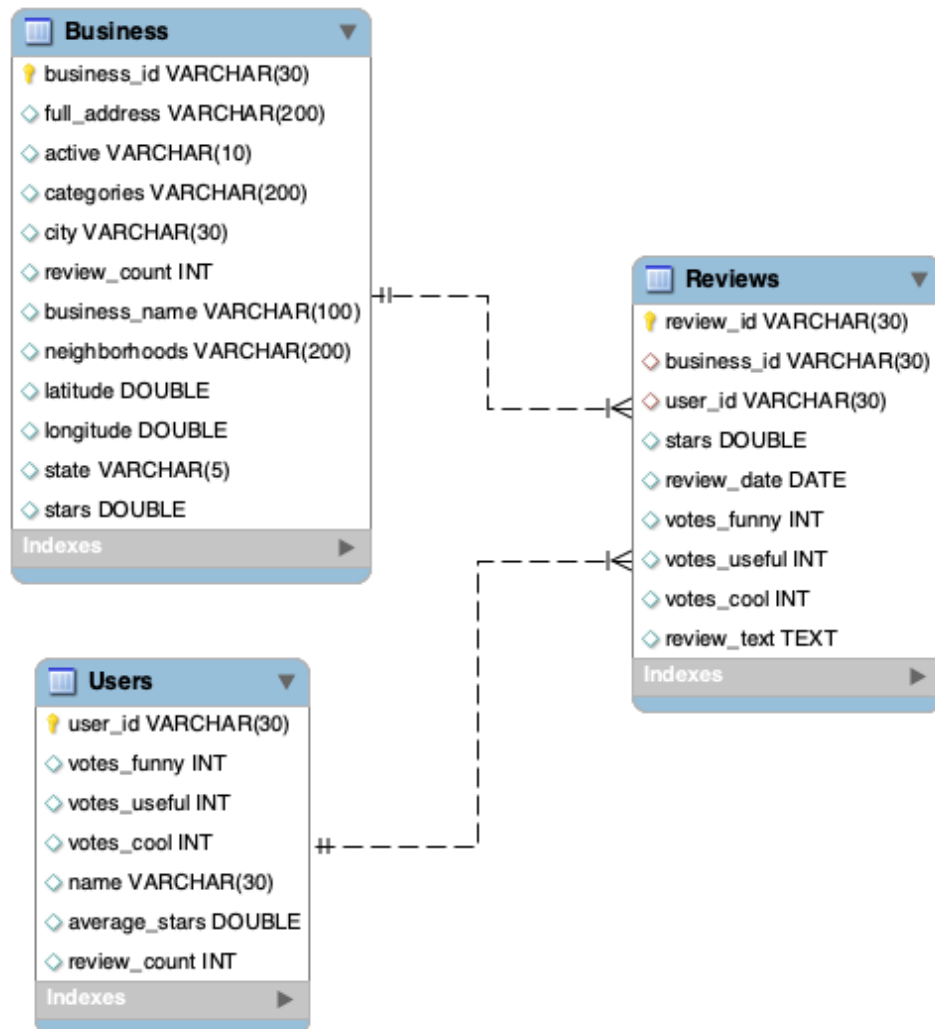 Business
business_id VARCHAR(30)
full_address VARCHAR(200)
active VARCHAR(10)
categories VARCHAR(200)
city VARCHAR(30)
review_count INT
business_name VARCHAR(100)
neighborhoods VARCHAR(200)
latitude DOUBLE
longitude DOUBLE
state VARCHAR(5)
stars DOUBLE
Indexes
Reviews
review_id VARCHAR(30)
business_id VARCHAR(30)
user_id VARCHAR(30)
stars DOUBLE
review_date DATE
votes_funny INT
votes_useful INT
votes_cool INT
review_text TEXT
Indexes
Users
user_id VARCHAR(30)
votes_funny INT
votes_useful INT
votes_cool INT
name VARCHAR(30)
average_stars DOUBLE
review_count INT
Indexes